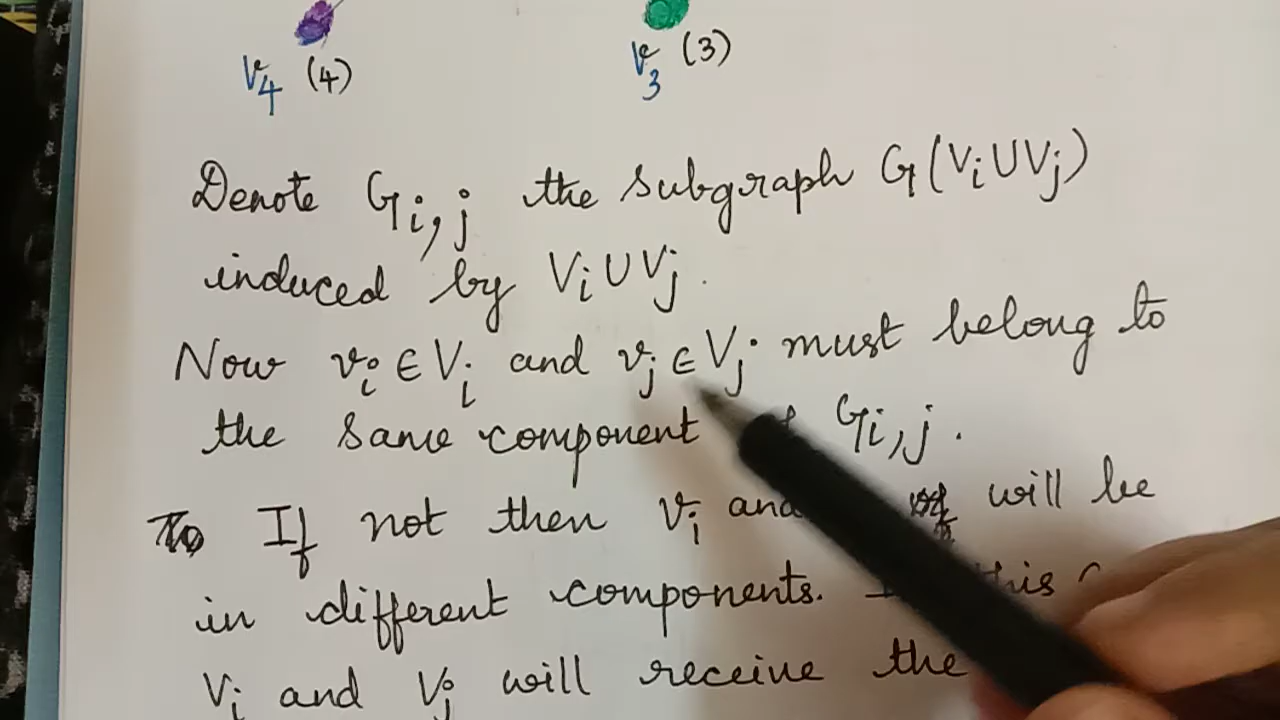 v4 (4)
v3 (3)
Denote Gi,j the subgraph G(Vi U Vj)
induced by Vi U Vj.
Now vi ∈ Vi and vj ∈ Vj must belong to
the same component Gi,j.
If not then vi and will be
in different components. this
vi and vj will receive the